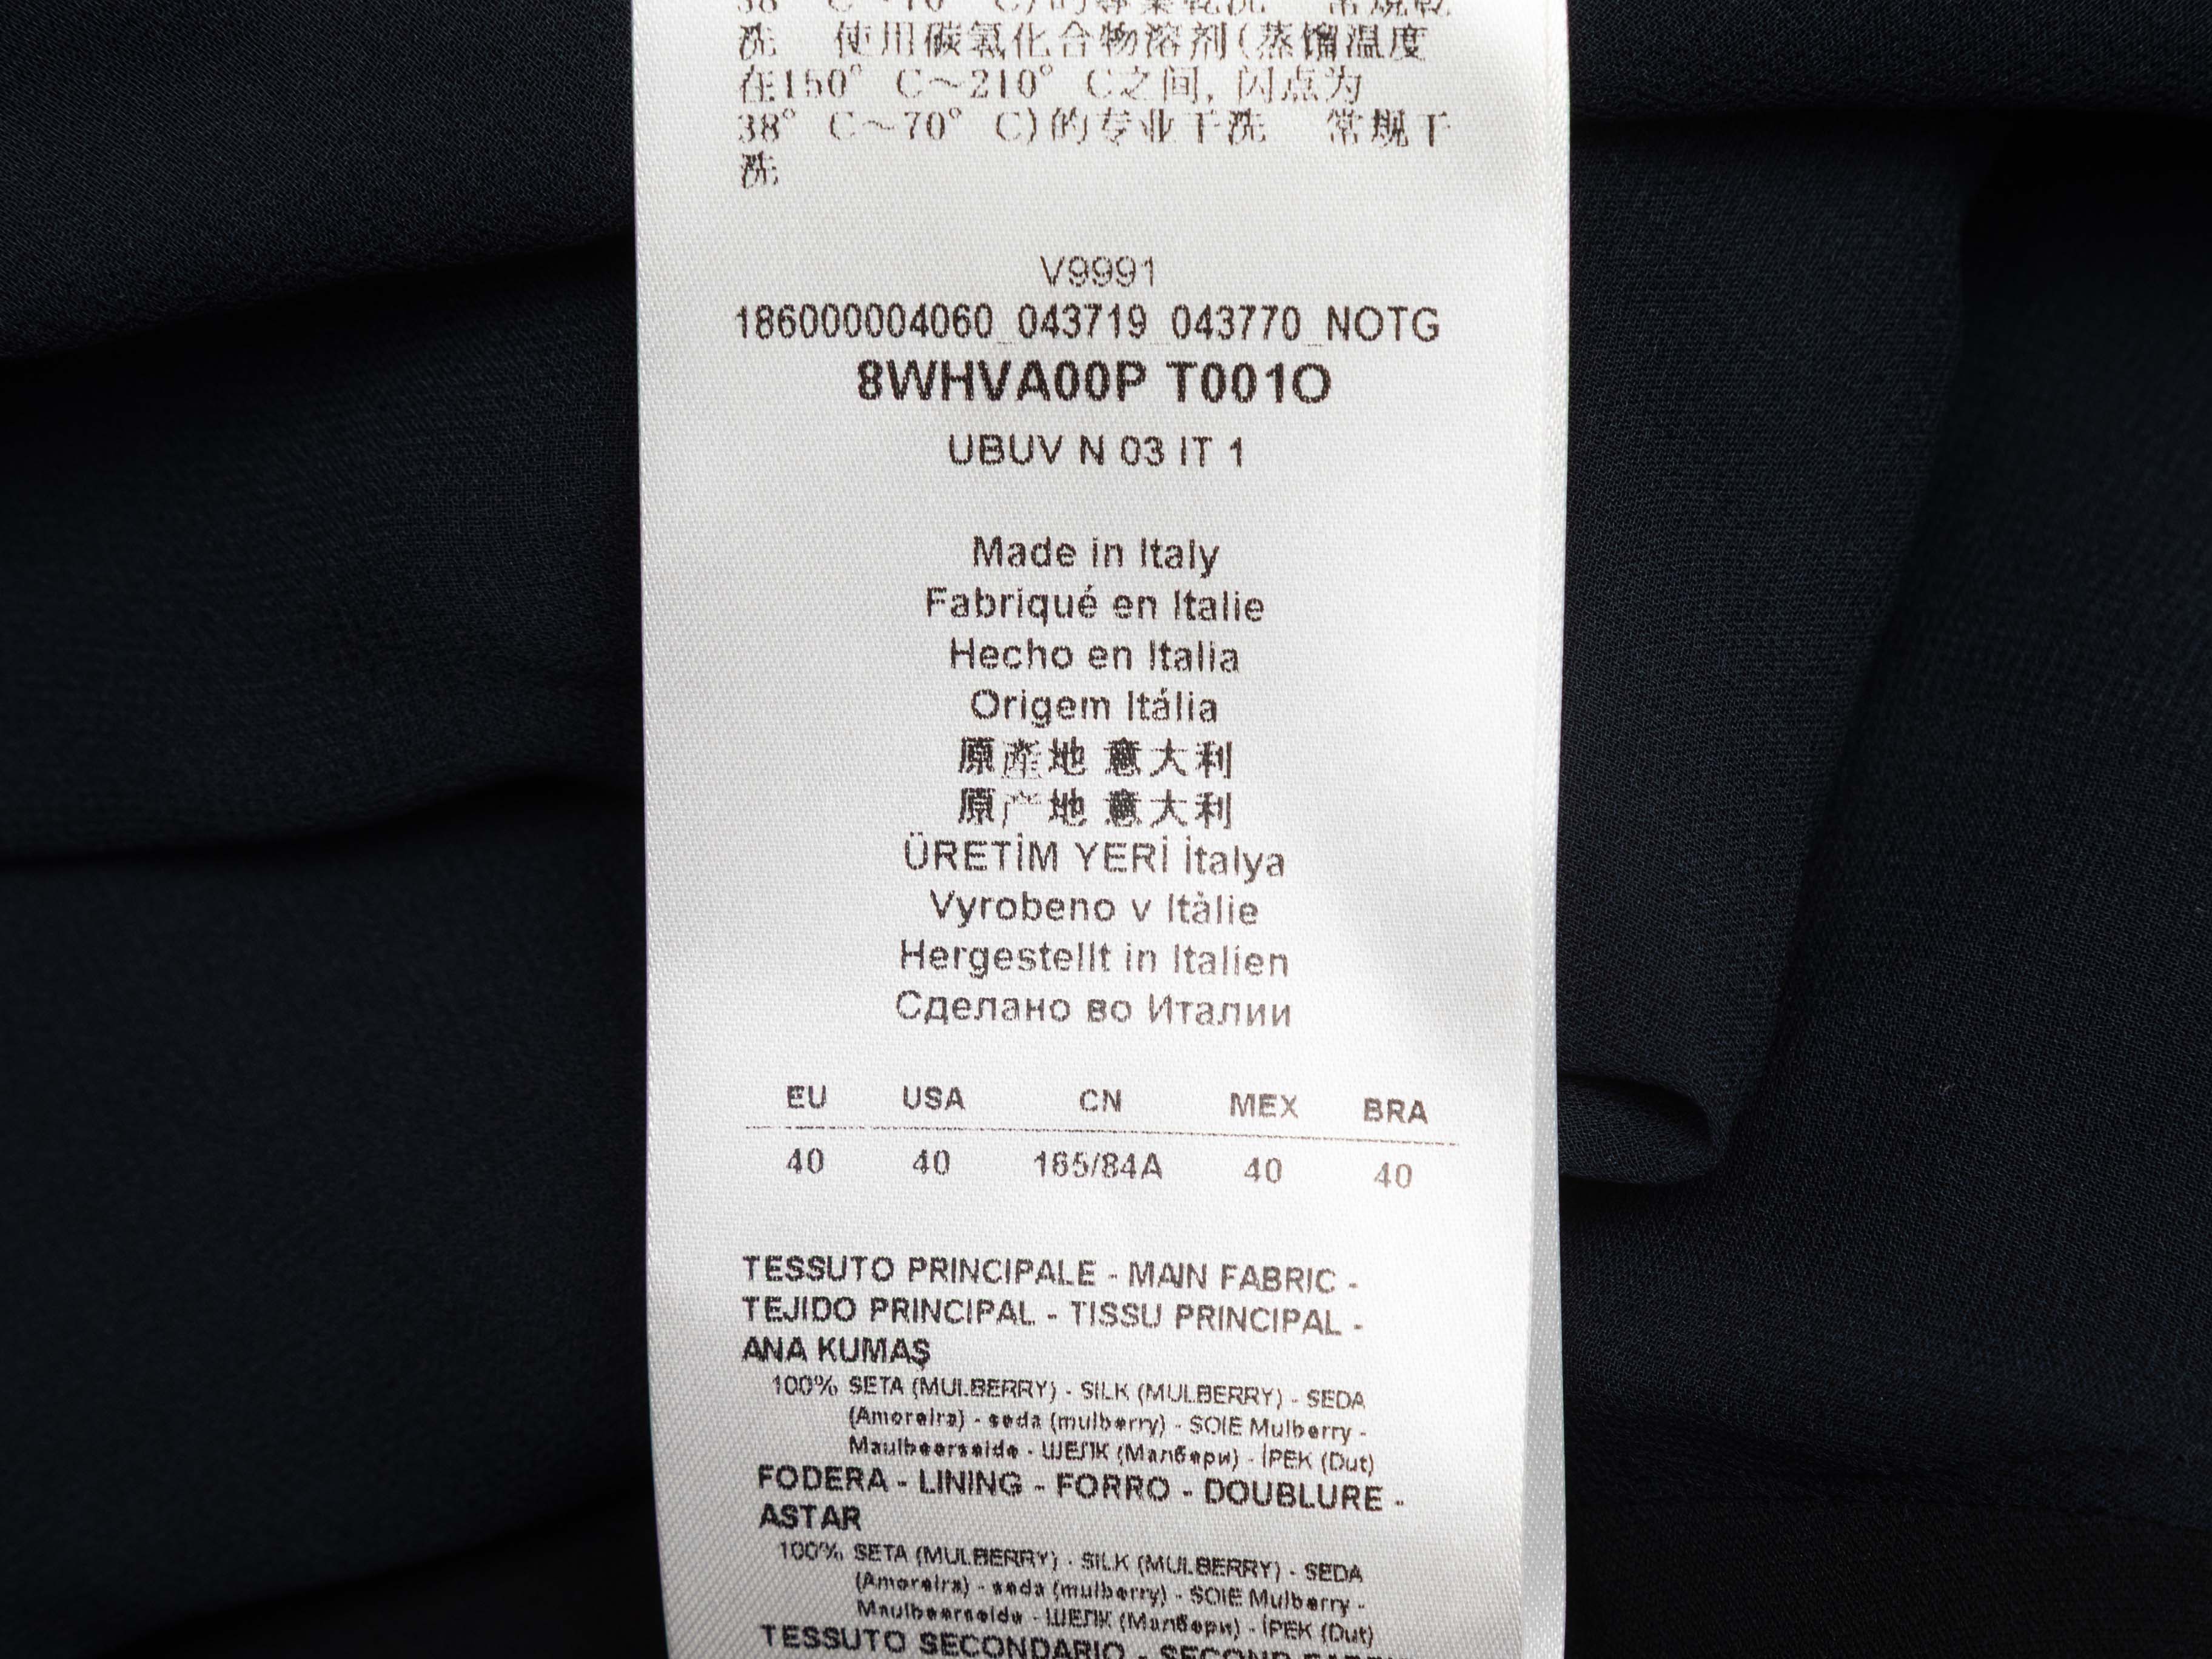 洗 使用碳氢化合物溶剂(蒸馏温度
在150° C～210° C之间, 闪点为
38° C～70° C)的专业干洗 常规干
洗
V9991
186000004060_043719_043770_NOTG
8WHVA00P T001O
UBUV N 03 IT 1
Made in Italy
Fabriqué en Italie
Hecho en Italia
Origem Itália
原產地 意大利
原产地 意大利
ÜRETİM YERİ İtalya
Vyrobeno v Itàlie
Hergestellt in Italien
Сделано во Италии
EU USA CN MEX BRA
40 40 165/84A 40 40
TESSUTO PRINCIPALE - MAIN FABRIC -
TEJIDO PRINCIPAL - TISSU PRINCIPAL -
ANA KUMAŞ
100% SETA (MULBERRY) - SILK (MULBERRY) - SEDA
(Amoreira) - seda (mulberry) - SOIE Mulberry -
Maulbeerseide - ШЕЛК (Малбери) - İPEK (Dut)
FODERA - LINING - FORRO - DOUBLURE -
ASTAR
100% SETA (MULBERRY) - SILK (MULBERRY) - SEDA
(Amoreira) - seda (mulberry) - SOIE Mulberry -
Maulbeerseide - ШЕЛК (Малбери) - İPEK (Dut)
TESSUTO SECONDARIO - SECOND